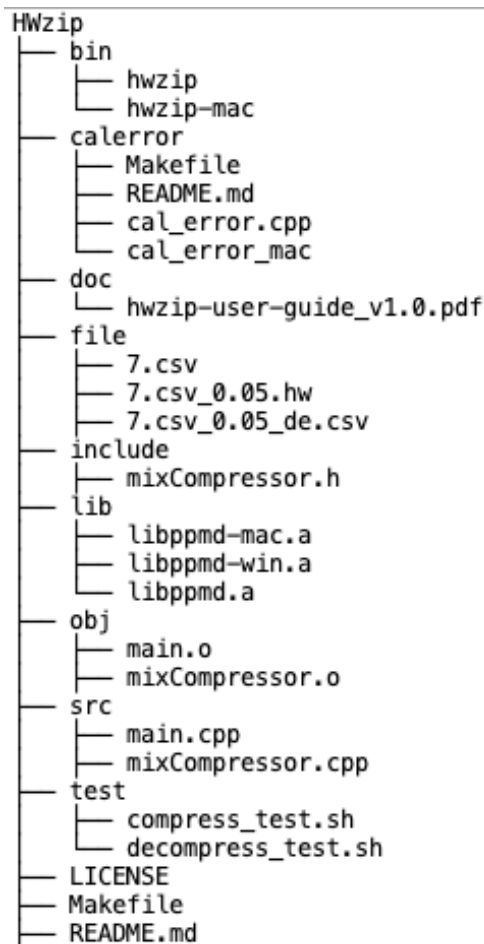 HWzip
├── bin
│   ├── hwzip
│   └── hwzip-mac
├── calerror
│   ├── Makefile
│   ├── README.md
│   ├── cal_error.cpp
│   └── cal_error_mac
├── doc
│   └── hwzip-user-guide_v1.0.pdf
├── file
│   ├── 7.csv
│   ├── 7.csv_0.05.hw
│   └── 7.csv_0.05_de.csv
├── include
│   ├── mixCompressor.h
├── lib
│   ├── libppmd-mac.a
│   ├── libppmd-win.a
│   └── libppmd.a
├── obj
│   ├── main.o
│   └── mixCompressor.o
├── src
│   ├── main.cpp
│   └── mixCompressor.cpp
├── test
│   ├── compress_test.sh
│   └── decompress_test.sh
├── LICENSE
├── Makefile
├── README.md